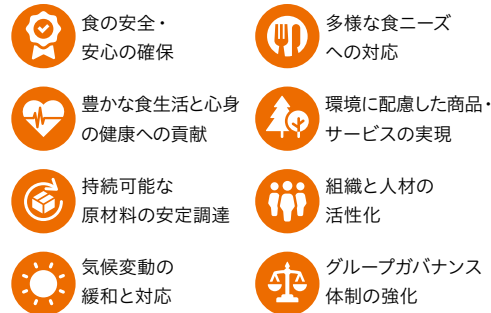 食の安全・
安心の確保
多様な食ニーズ
への対応
豊かな食生活と心身
の健康への貢献
環境に配慮した商品・
サービスの実現
持続可能な
原材料の安定調達
組織と人材の
活性化
気候変動の
緩和と対応
グループガバナンス
体制の強化